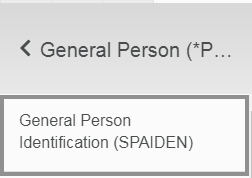 General Person (*P...
General Person
Identification (SPAIDEN)